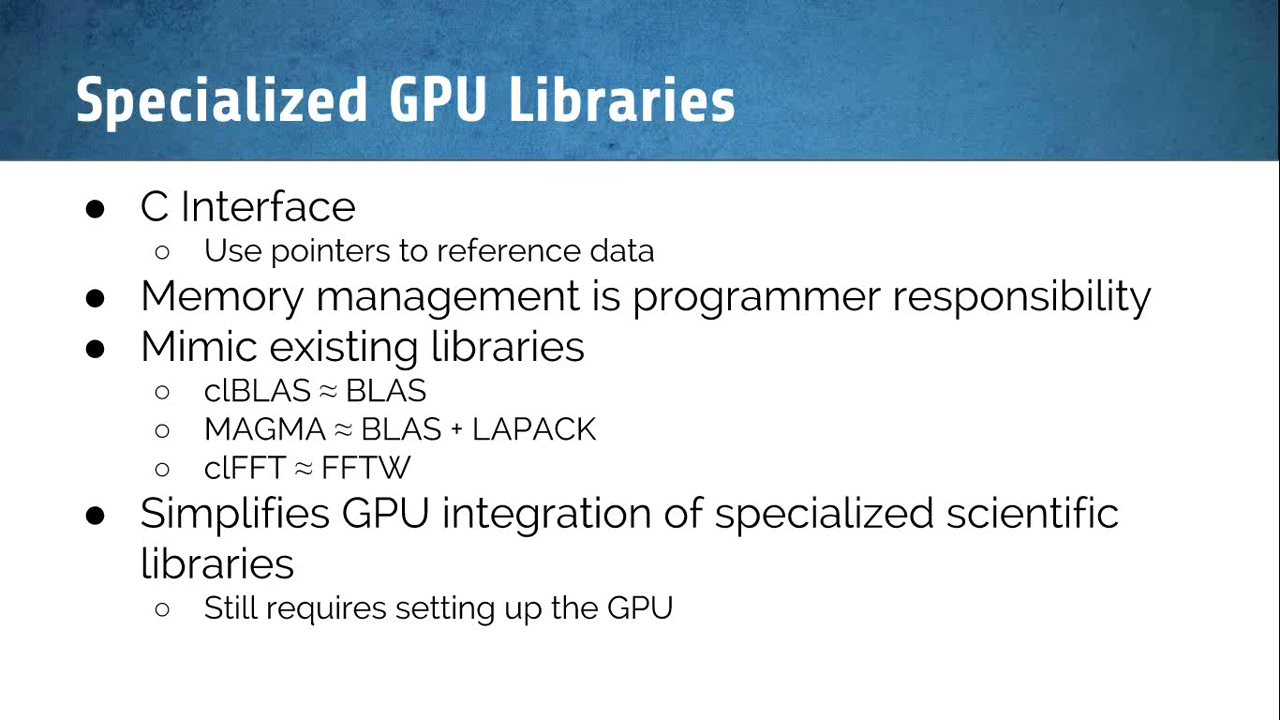 Specialized GPU Libraries
● C Interface
○ Use pointers to reference data
● Memory management is programmer responsibility
● Mimic existing libraries
○ clBLAS ≈ BLAS
○ MAGMA ≈ BLAS + LAPACK
○ clFFT ≈ FFTW
● Simplifies GPU integration of specialized scientific
libraries
○ Still requires setting up the GPU